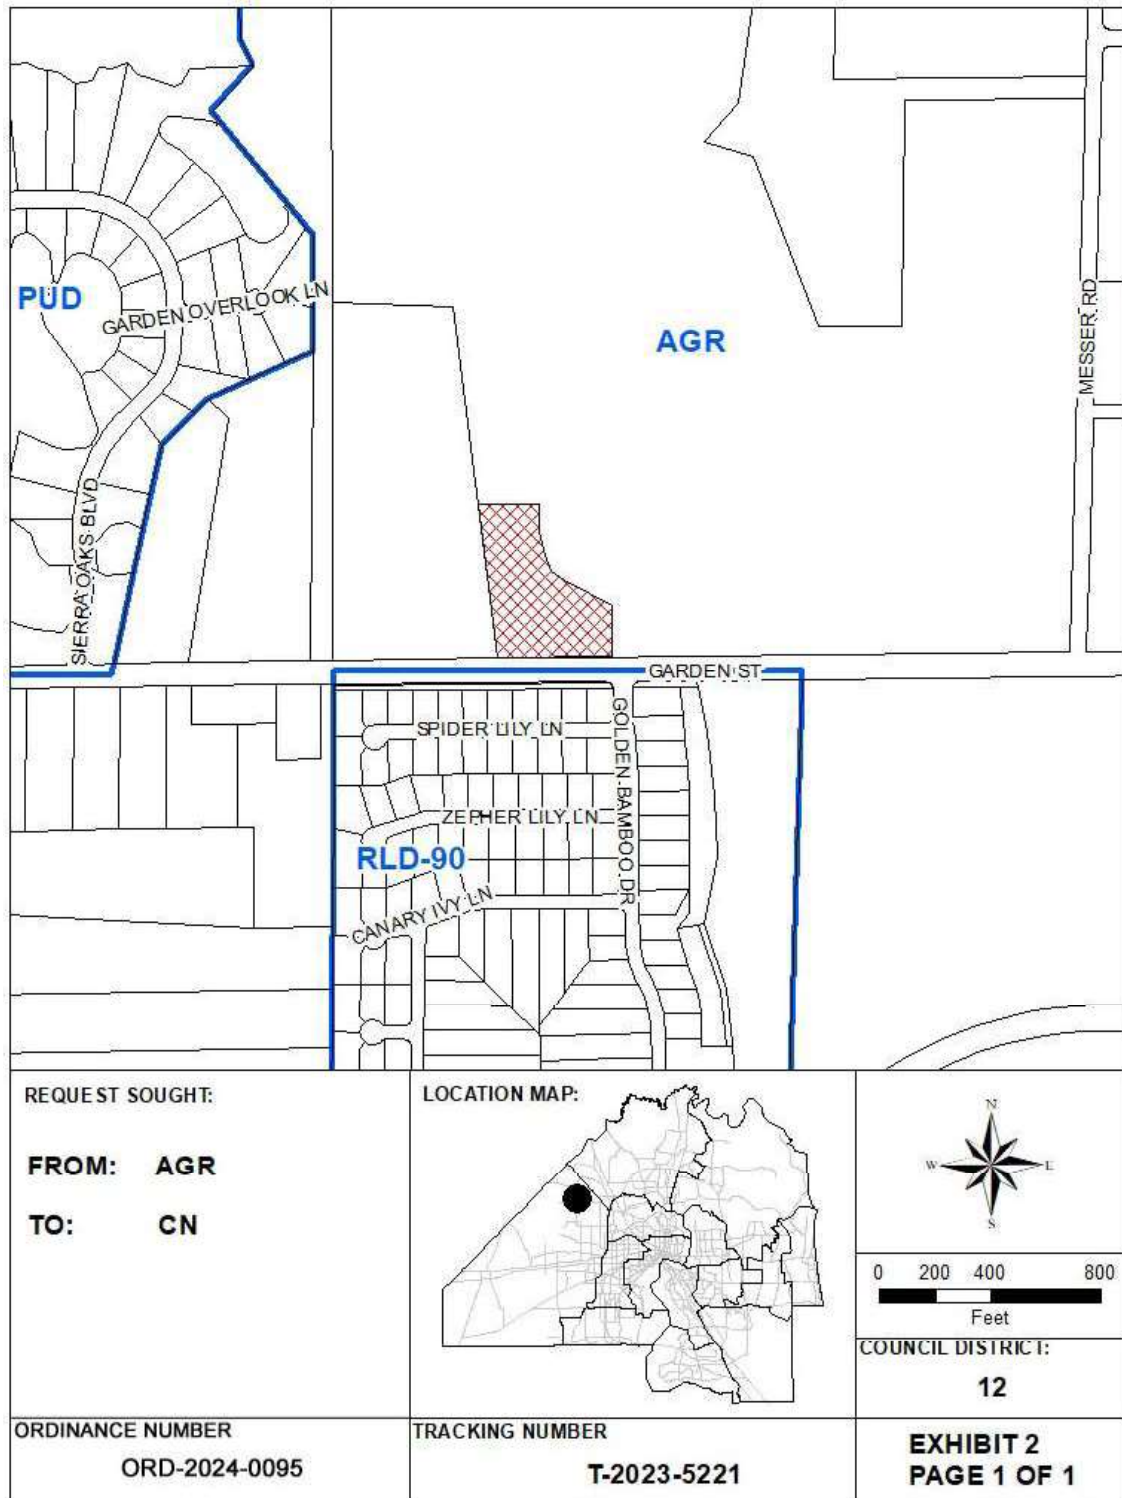 PUD
GARDEN OVERLOOK LN
AGR
MESSER RD
SIERRA OAKS BLVD
GARDEN ST
SPIDER LILY LN
GOLDEN BAMBOO DR
ZEPHER LILY LN
RLD-90
CANARY IVY LN
REQUEST SOUGHT:
FROM: AGR
TO: CN
LOCATION MAP:
N
W E
S
0 200 400 800
Feet
COUNCIL DISTRICT:
12
ORDINANCE NUMBER
ORD-2024-0095
TRACKING NUMBER
T-2023-5221
EXHIBIT 2
PAGE 1 OF 1